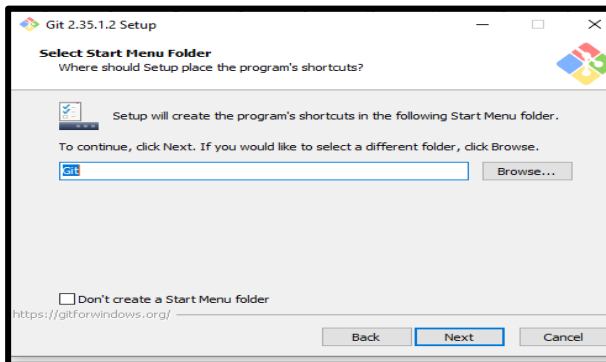 Git 2.35.1.2 Setup
Select Start Menu Folder
Where should Setup place the program's shortcuts?
Setup will create the program's shortcuts in the following Start Menu folder.
To continue, click Next. If you would like to select a different folder, click Browse.
Git
Browse...
Don't create a Start Menu folder
https://gitforwindows.org/
Back
Next
Cancel